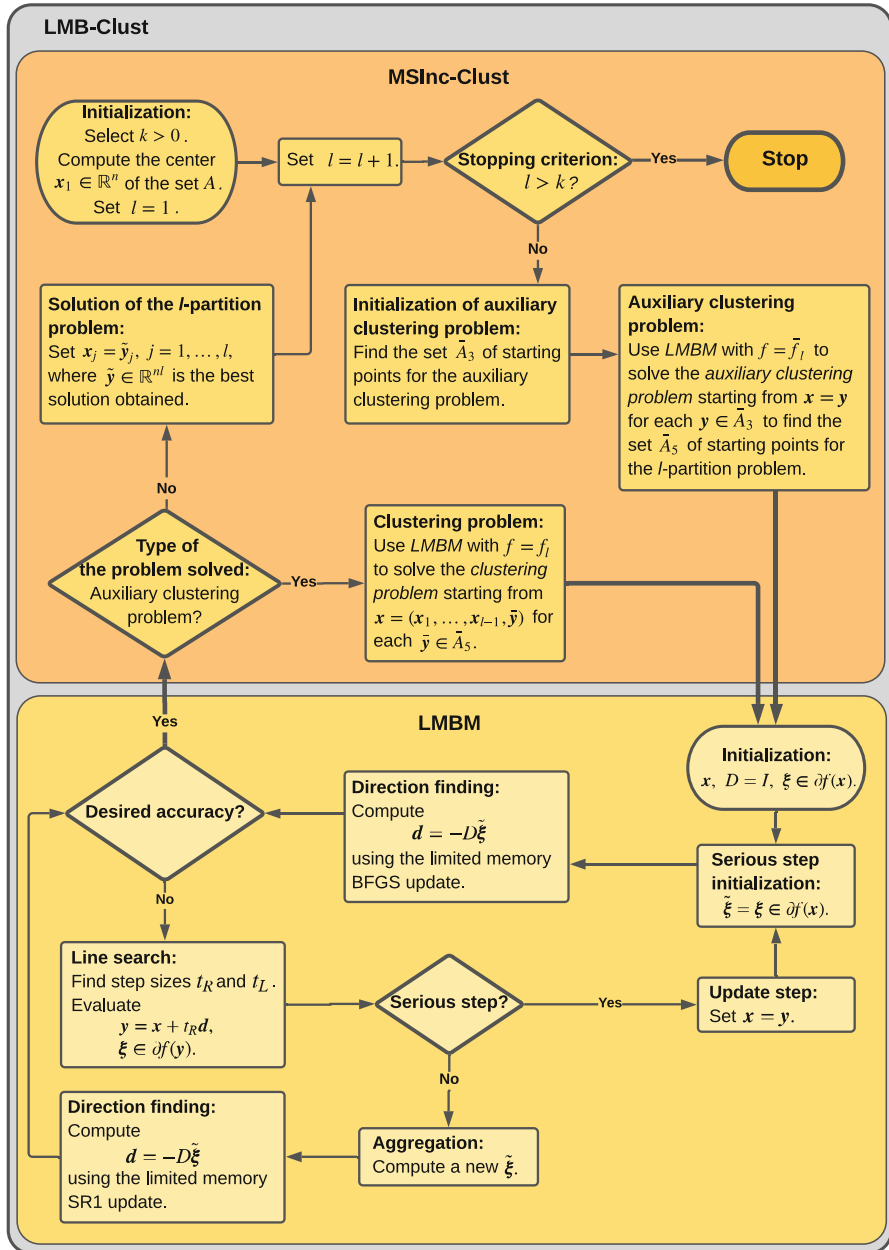 LMB-Clust
MSInc-Clust
Initialization:
Select k > 0 .
Compute the center
x₁ ∈ ℝⁿ of the set A.
Set l = 1 .
Set l = l + 1.
Stopping criterion:
l > k ?
Yes
Stop
No
Solution of the l-partition
problem:
Set x_j = ỹ_j, j = 1, … , l,
where ỹ ∈ ℝⁿˡ is the best
solution obtained.
Initialization of auxiliary
clustering problem:
Find the set Ā₃ of starting
points for the auxiliary
clustering problem.
Auxiliary clustering
problem:
Use LMBM with f = f̄_l to
solve the auxiliary clustering
problem starting from x = y
for each y ∈ Ā₃ to find the
set Ā₅ of starting points for
the l-partition problem.
No
Type of
the problem solved:
Auxiliary clustering
problem?
Yes
Clustering problem:
Use LMBM with f = f_l
to solve the clustering
problem starting from
x = (x₁, … , x_{l−1}, ȳ) for
each ȳ ∈ Ā₅.
LMBM
Yes
Desired accuracy?
Direction finding:
Compute
d = −Dξ̃
using the limited memory
BFGS update.
Initialization:
x, D = I, ξ ∈ ∂f(x).
Serious step
initialization:
ξ̃ = ξ ∈ ∂f(x).
No
Line search:
Find step sizes t_R and t_L .
Evaluate
y = x + t_R d,
ξ ∈ ∂f(y).
Serious step?
Yes
Update step:
Set x = y.
No
Direction finding:
Compute
d = −Dξ̃
using the limited memory
SR1 update.
Aggregation:
Compute a new ξ̃.